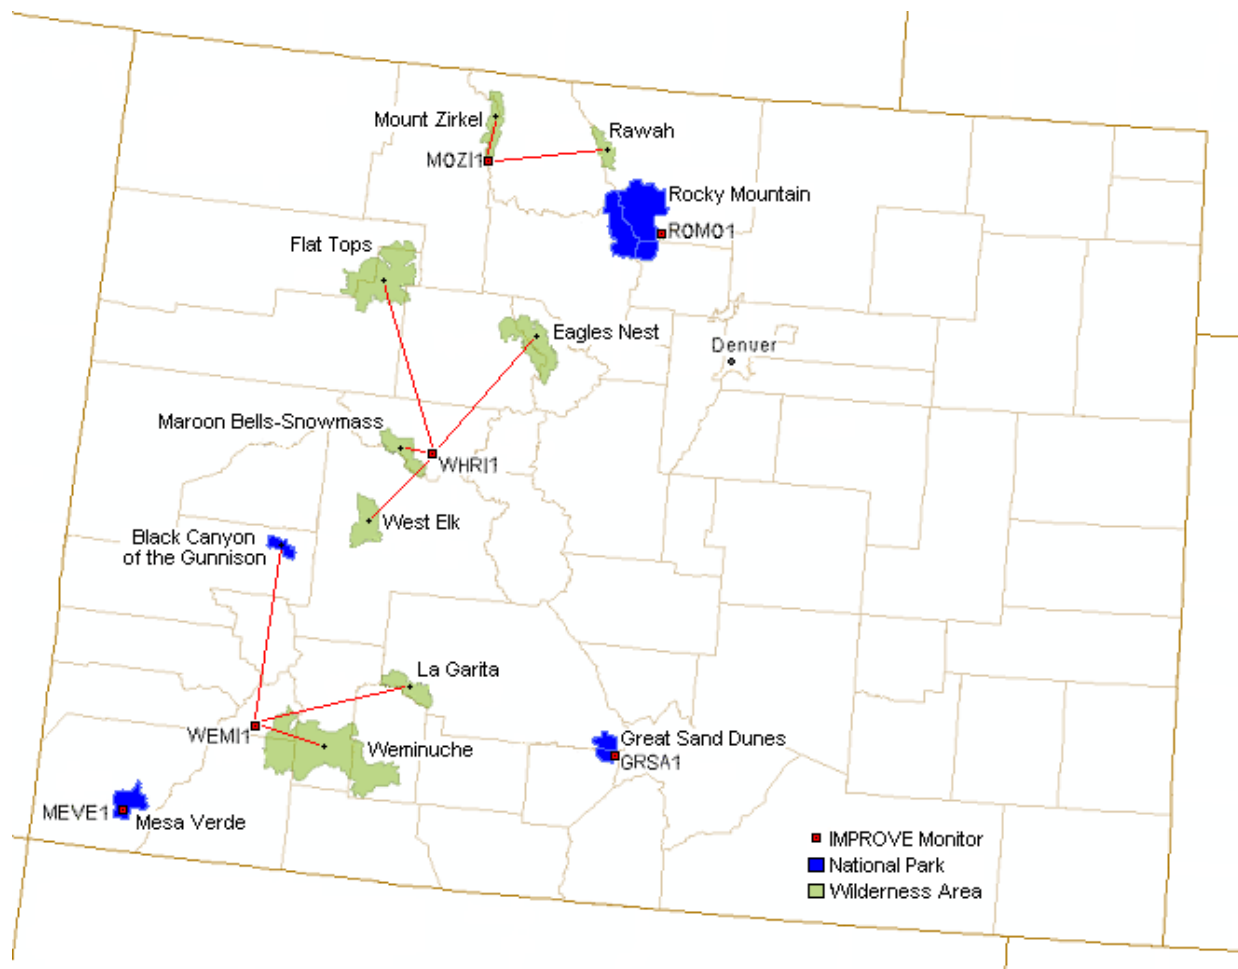 Mount Zirkel
Rawah
MOZI1
Rocky Mountain
ROMO1
Flat Tops
Eagles Nest
Denver
Maroon Bells-Snowmass
WHRI1
West Elk
Black Canyon
of the Gunnison
La Garita
WEMI1
Weminuche
Great Sand Dunes
GRSA1
MEVE1
Mesa Verde
IMPROVE Monitor
National Park
Wilderness Area